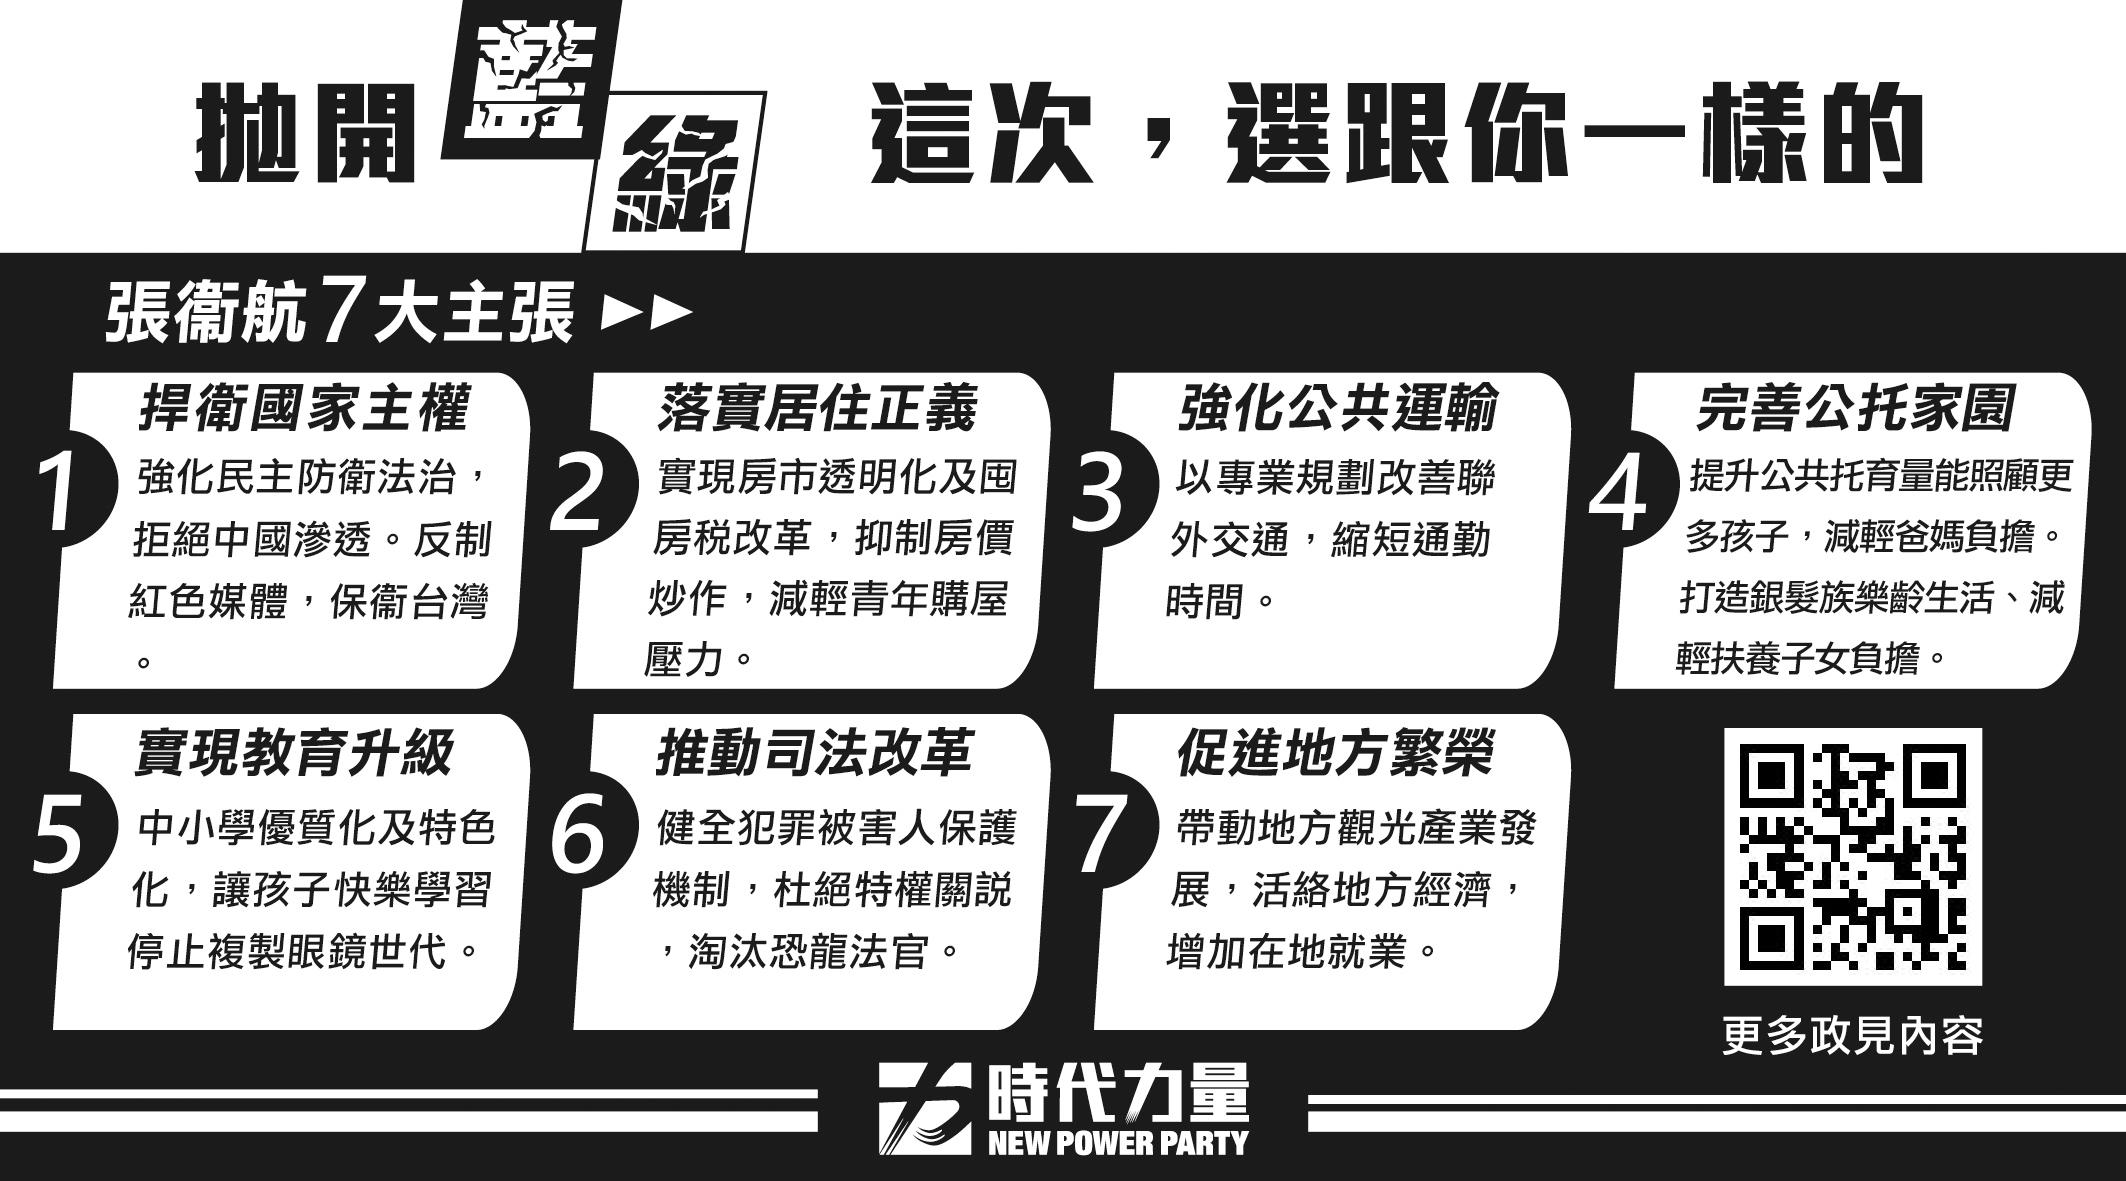 拋開藍綠 這次，選跟你一樣的
張衞航7大主張
1
捍衛國家主權
強化民主防衛法治，
拒絕中國滲透。反制
紅色媒體，保衞台灣
。
2
落實居住正義
實現房市透明化及囤
房税改革，抑制房價
炒作，減輕青年購屋
壓力。
3
強化公共運輸
以專業規劃改善聯
外交通，縮短通勤
時間。
4
完善公托家園
提升公共托育量能照顧更
多孩子，減輕爸媽負擔。
打造銀髮族樂齡生活、減
輕扶養子女負擔。
5
實現教育升級
中小學優質化及特色
化，讓孩子快樂學習
停止複製眼鏡世代。
6
推動司法改革
健全犯罪被害人保護
機制，杜絕特權關説
，淘汰恐龍法官。
7
促進地方繁榮
帶動地方觀光產業發
展，活絡地方經濟，
增加在地就業。
更多政見內容
時代力量
NEW POWER PARTY